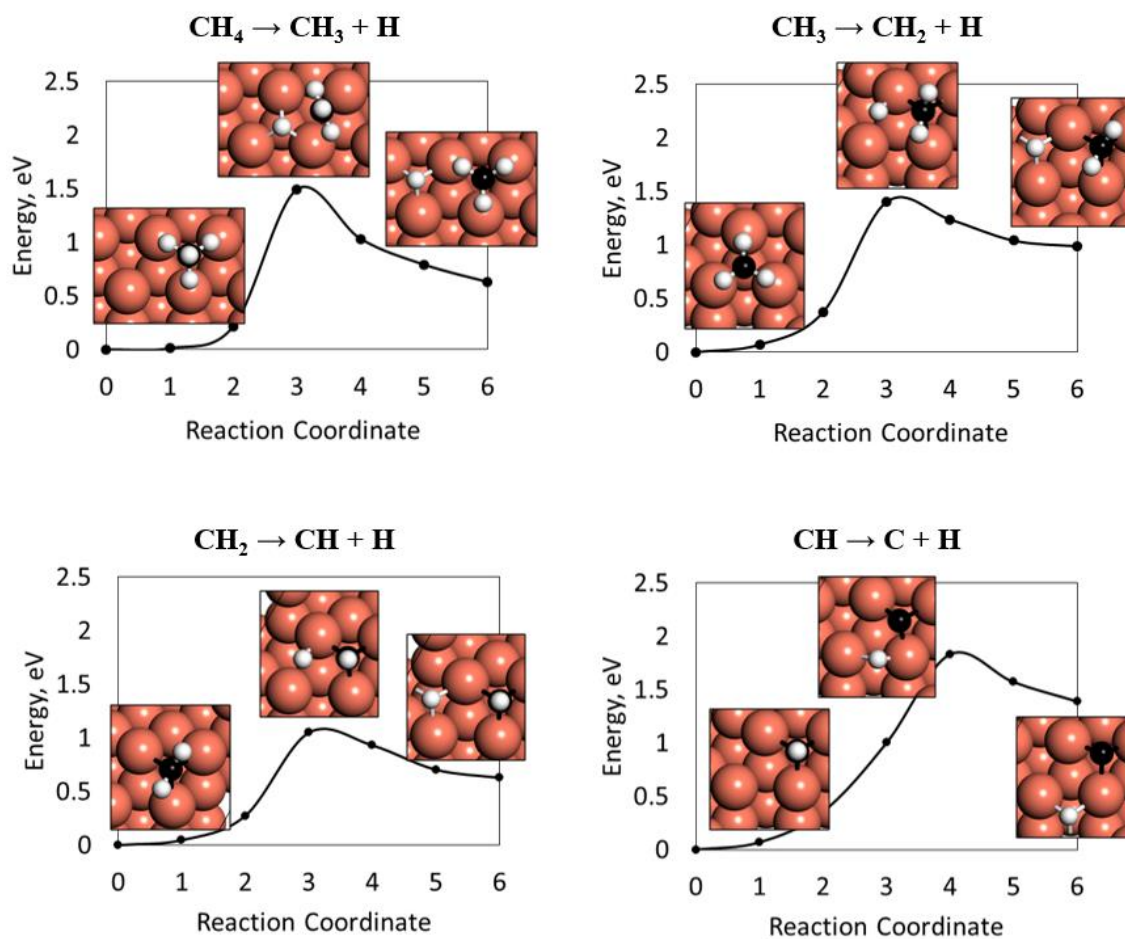 CH₄ → CH₃ + H
2.5
2
1.5
1
0.5
0
Energy, eV
0 1 2 3 4 5 6
Reaction Coordinate
CH₃ → CH₂ + H
2.5
2
1.5
1
0.5
0
Energy, eV
0 1 2 3 4 5 6
Reaction Coordinate
CH₂ → CH + H
2.5
2
1.5
1
0.5
0
Energy, eV
0 1 2 3 4 5 6
Reaction Coordinate
CH → C + H
2.5
2
1.5
1
0.5
0
Energy, eV
0 1 2 3 4 5 6
Reaction Coordinate